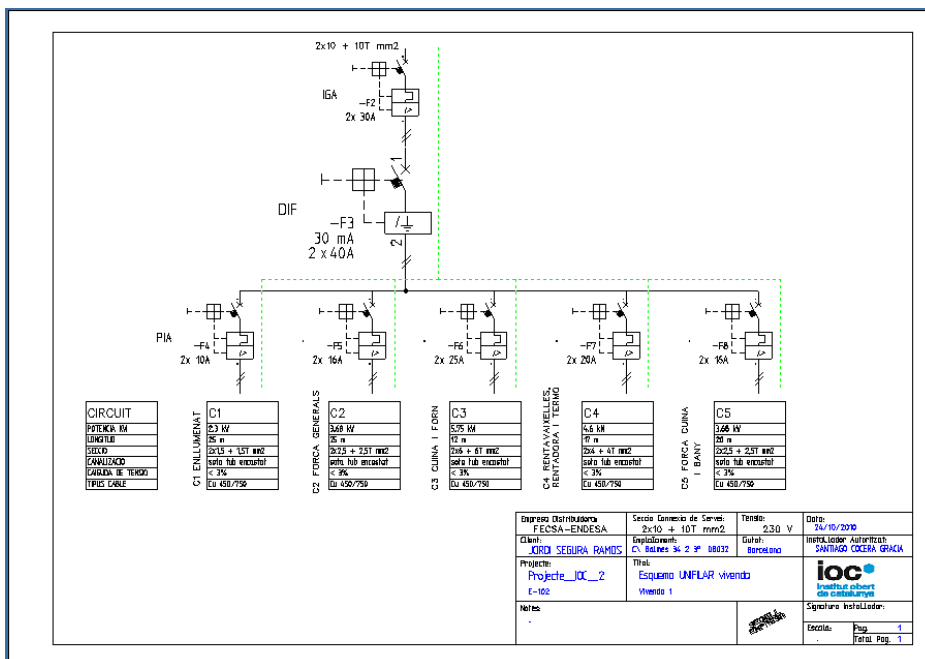 2x10 + 10T mm2
IGA
-F2
2x 30A
1
DIF
-F3
30 mA
2 x 40A
2
PIA
-F4
2x 10A
-F5
2x 16A
-F6
2x 25A
-F7
2x 20A
-F8
2x 16A
CIRCUIT
POTENCIA KW
LONGITUD
SECCIO
CANALIZACIO
CAIGUDA DE TENSIO
TIPUS CABLE
C1 ENLLUMENAT
C1
2,3 kW
25 m
2x1,5 + 1,5T mm2
sota tub encastat
< 3%
Cu 450/750
C2 FORCA GENERALS
C2
3,68 kW
25 m
2x2,5 + 2,5T mm2
sota tub encastat
< 3%
Cu 450/750
C3 CUINA I FORN
C3
5,75 kW
12 m
2x6 + 6T mm2
sota tub encastat
< 3%
Cu 450/750
C4 RENTAVAIXELLES,
RENTADORA I TERMO
C4
4,6 kW
17 m
2x4 + 4T mm2
sota tub encastat
< 3%
Cu 450/750
C5 FORCA CUINA
I BANY
C5
3,68 kW
20 m
2x2,5 + 2,5T mm2
sota tub encastat
< 3%
Cu 450/750
Empresa Distribuidora:
FECSA-ENDESA
Seccio Connexio de Servei:
2x10 + 10T mm2
Tensio:
230 V
Data:
24/10/2010
Client:
JORDI SEGURA RAMOS
Emplaçament:
C\ Balmes 34 2 3ª 08032
Ciutat:
Barcelona
Instal.lador Autoritzat:
SANTIAGO COCERA GRACIA
Projecte:
Projecte_IOC_2
E-102
Titol:
Esquema UNIFILAR vivenda
Vivenda 1
ioc
institut obert
de catalunya
Notes:
Signatura Instal.lador:
Escala:
Pag. 1
Total Pag. 1